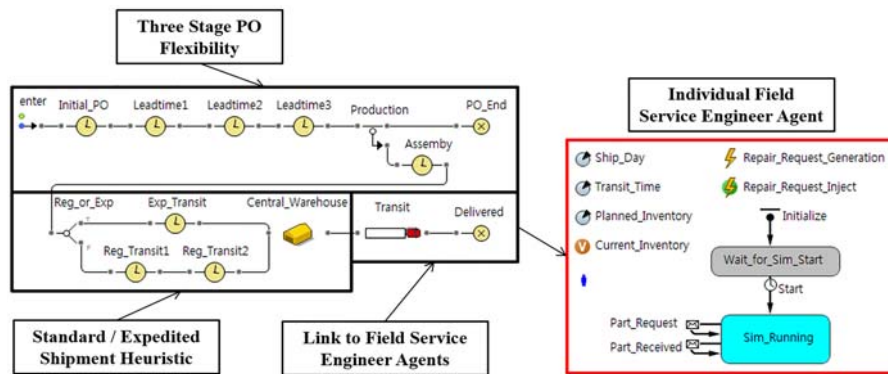 Three Stage PO
Flexibility
enter
Initial_PO
Leadtime1
Leadtime2
Leadtime3
Production
PO_End
Assemby
Reg_or_Exp
Exp_Transit
Central_Warehouse
Transit
Delivered
T
F
Reg_Transit1
Reg_Transit2
Standard / Expedited
Shipment Heuristic
Link to Field Service
Engineer Agents
Individual Field
Service Engineer Agent
Ship_Day
Repair_Request_Generation
Transit_Time
Repair_Request_Inject
Planned_Inventory
Initialize
V
Current_Inventory
Wait_for_Sim_Start
Start
Part_Request
Part_Received
Sim_Running